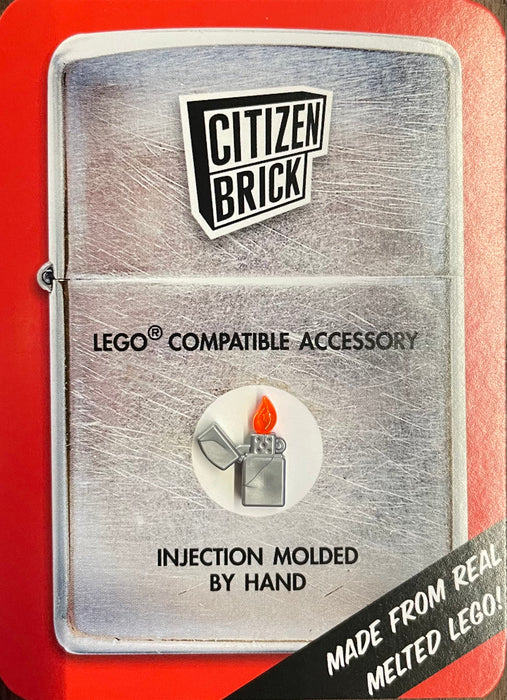 CITIZEN
BRICK
LEGO® COMPATIBLE ACCESSORY
INJECTION MOLDED
BY HAND
MADE FROM REAL
MELTED LEGO!